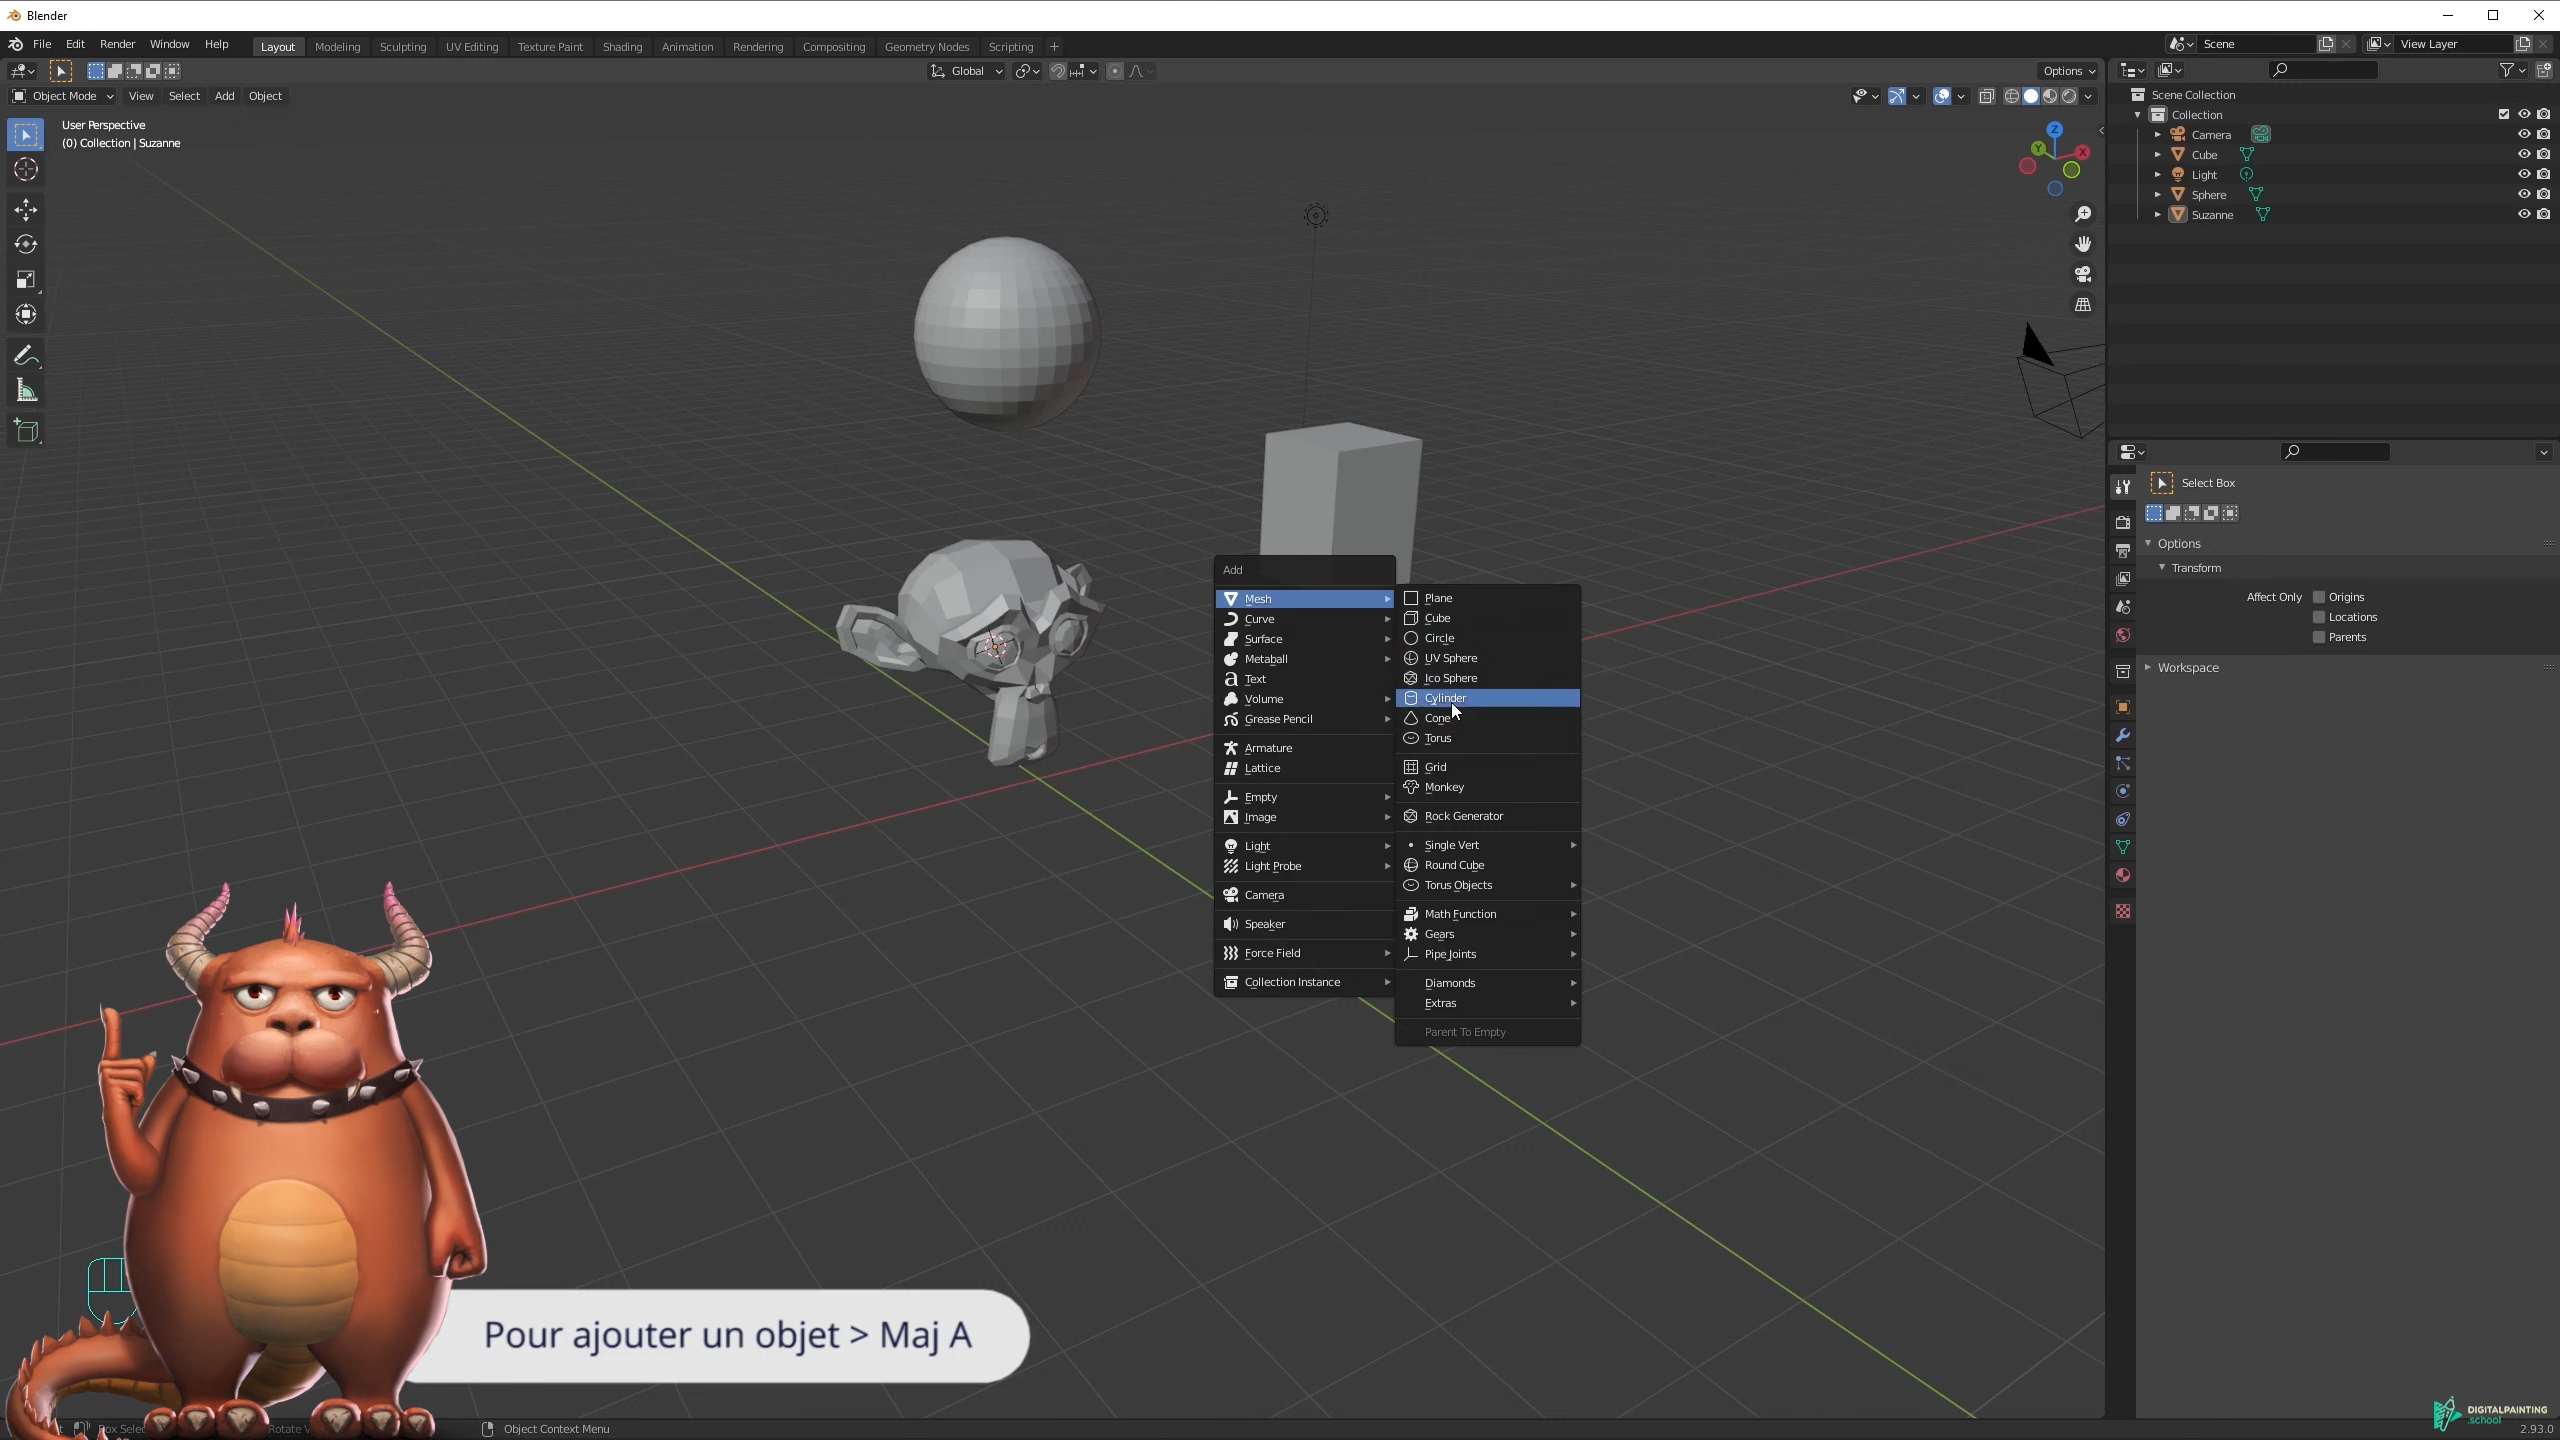 Blender
File Edit Render Window Help Layout Modeling Sculpting UV Editing Texture Paint Shading Animation Rendering Compositing Geometry Nodes Scripting + Scene View Layer
Global Options
Object Mode View Select Add Object
User Perspective
(0) Collection | Suzanne
Z
Y
X
Scene Collection
Collection
Camera
Cube
Light
Sphere
Suzanne
Select Box
Options
Transform
Affect Only Origins
Locations
Parents
Workspace
Add
Mesh
Curve
Surface
Metaball
Text
Volume
Grease Pencil
Armature
Lattice
Empty
Image
Light
Light Probe
Camera
Speaker
Force Field
Collection Instance
Plane
Cube
Circle
UV Sphere
Ico Sphere
Cylinder
Cone
Torus
Grid
Monkey
Rock Generator
Single Vert
Round Cube
Torus Objects
Math Function
Gears
Pipe Joints
Diamonds
Extras
Parent To Empty
Pour ajouter un objet > Maj A
Rotate
Object Context Menu
DIGITALPAINTING
.school
2.93.0